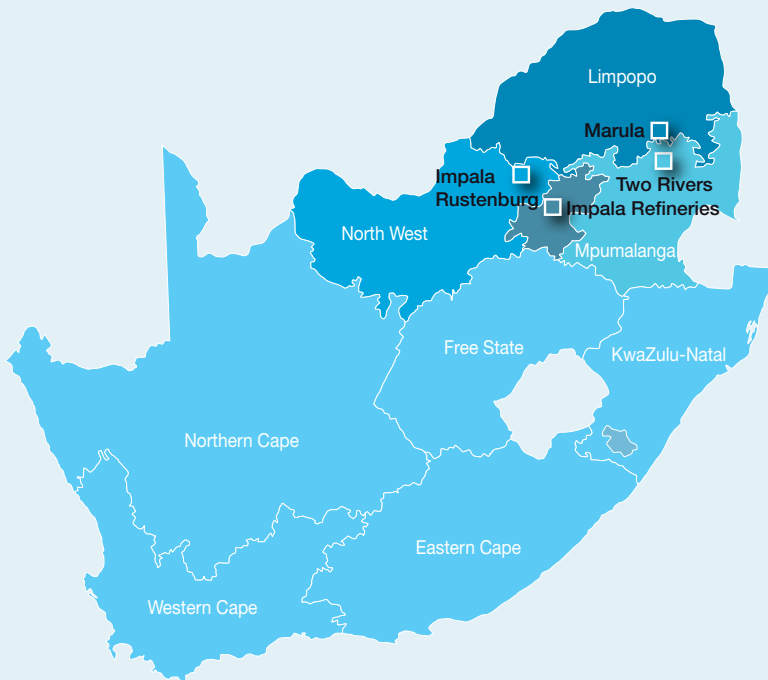 Limpopo
Marula
Impala
Rustenburg
Two Rivers
Impala Refineries
North West
Mpumalanga
Free State
KwaZulu-Natal
Northern Cape
Eastern Cape
Western Cape